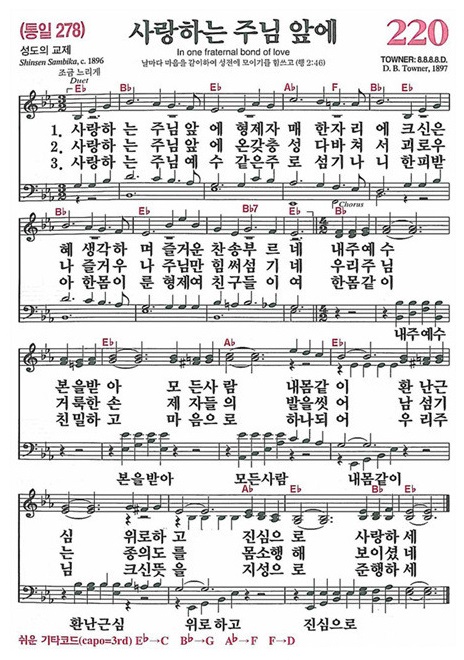 (통일 278) 사랑하는 주님 앞에 220
성도의 교제 In one fraternal bond of love TOWNER: 8.8.8.8.D.
Shinsen Sambika, c. 1896 날마다 마음을 같이하여 성전에 모이기를 힘쓰고 (행 2:46) D. B. Towner, 1897
조금 느리게
Duet
E♭ B♭ E♭ A♭ F
1. 사랑하 는 주님 앞 에 형제자 매 한자 리 에 크신은
2. 사랑하 는 주님 앞 에 온갖충 성 다바 쳐 서 괴로우
3. 사랑하 는 주님예 수 같은주 로 섬기 나 니 한피받
B♭ E♭ B♭7 E♭ Chorus B♭
혜 생각하 며 즐거운 찬송부 르 네 내주예 수
나 즐거우 나 주님만 힘써섬 기 네 우리주 님
아 한몸이 룬 형제여 친구들 이 여 한몸같 이
내주예수
E♭ A♭ E♭
본을받 아 모 든사 람 내몸같 이 환 난근
거룩한손 제 자들 의 발을씻 어 남 섬기
친밀하 고 마 음으 로 하나되 어 우 리주
본을받아 모든사람 내몸같이
A♭ E♭ B♭ E♭
심 위로하 고 진심으 로 사랑하 세
는 종의도 를 몸소행 해 보이셨 네
님 크신뜻 을 지성으 로 준행하 세
환난근심 위로하고 진심으로
쉬운 기타코드(capo=3rd) E♭→C B♭→G A♭→F F→D